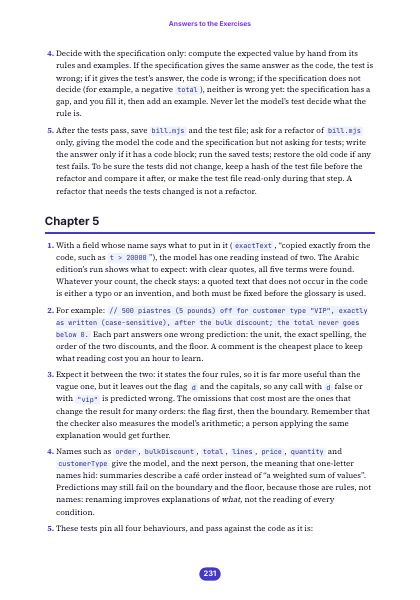 Answers to the Exercises
4. Decide with the specification only: compute the expected value by hand from its
rules and examples. If the specification gives the same answer as the code, the test is
wrong; if it gives the test's answer, the code is wrong; if the specification does not
decide (for example, a negative total), neither is wrong yet: the specification has a
gap, and you fill it, then add an example. Never let the model's test decide what the
rule is.
5. After the tests pass, save bill.mjs and the test file; ask for a refactor of bill.mjs
only, giving the model the code and the specification but not asking for tests; write
the answer only if it has a code block; run the saved tests; restore the old code if any
test fails. To be sure the tests did not change, keep a hash of the test file before the
refactor and compare it after, or make the test file read-only during that step. A
refactor that needs the tests changed is not a refactor.
Chapter 5
1. With a field whose name says what to put in it (exactText, “copied exactly from the
code, such as t > 20000”), the model has one reading instead of two. The Arabic
edition's run shows what to expect: with clear quotes, all five terms were found.
Whatever your count, the check stays: a quoted text that does not occur in the code
is either a typo or an invention, and both must be fixed before the glossary is used.
2. For example: // 500 piastres (5 pounds) off for customer type "VIP", exactly
as written (case-sensitive), after the bulk discount; the total never goes
below 0. Each part answers one wrong prediction: the unit, the exact spelling, the
order of the two discounts, and the floor. A comment is the cheapest place to keep
what reading cost you an hour to learn.
3. Expect it between the two: it states the four rules, so it is far more useful than the
vague one, but it leaves out the flag d and the capitals, so any call with d false or
with "vip" is predicted wrong. The omissions that cost most are the ones that
change the result for many orders: the flag first, then the boundary. Remember that
the checker also measures the model's arithmetic; a person applying the same
explanation would get further.
4. Names such as order, bulkDiscount, total, lines, price, quantity and
customerType give the model, and the next person, the meaning that one-letter
names hid: summaries describe a café order instead of “a weighted sum of values”.
Predictions may still fail on the boundary and the floor, because those are rules, not
names: renaming improves explanations of what, not the reading of every
condition.
5. These tests pin all four behaviours, and pass against the code as it is:
231